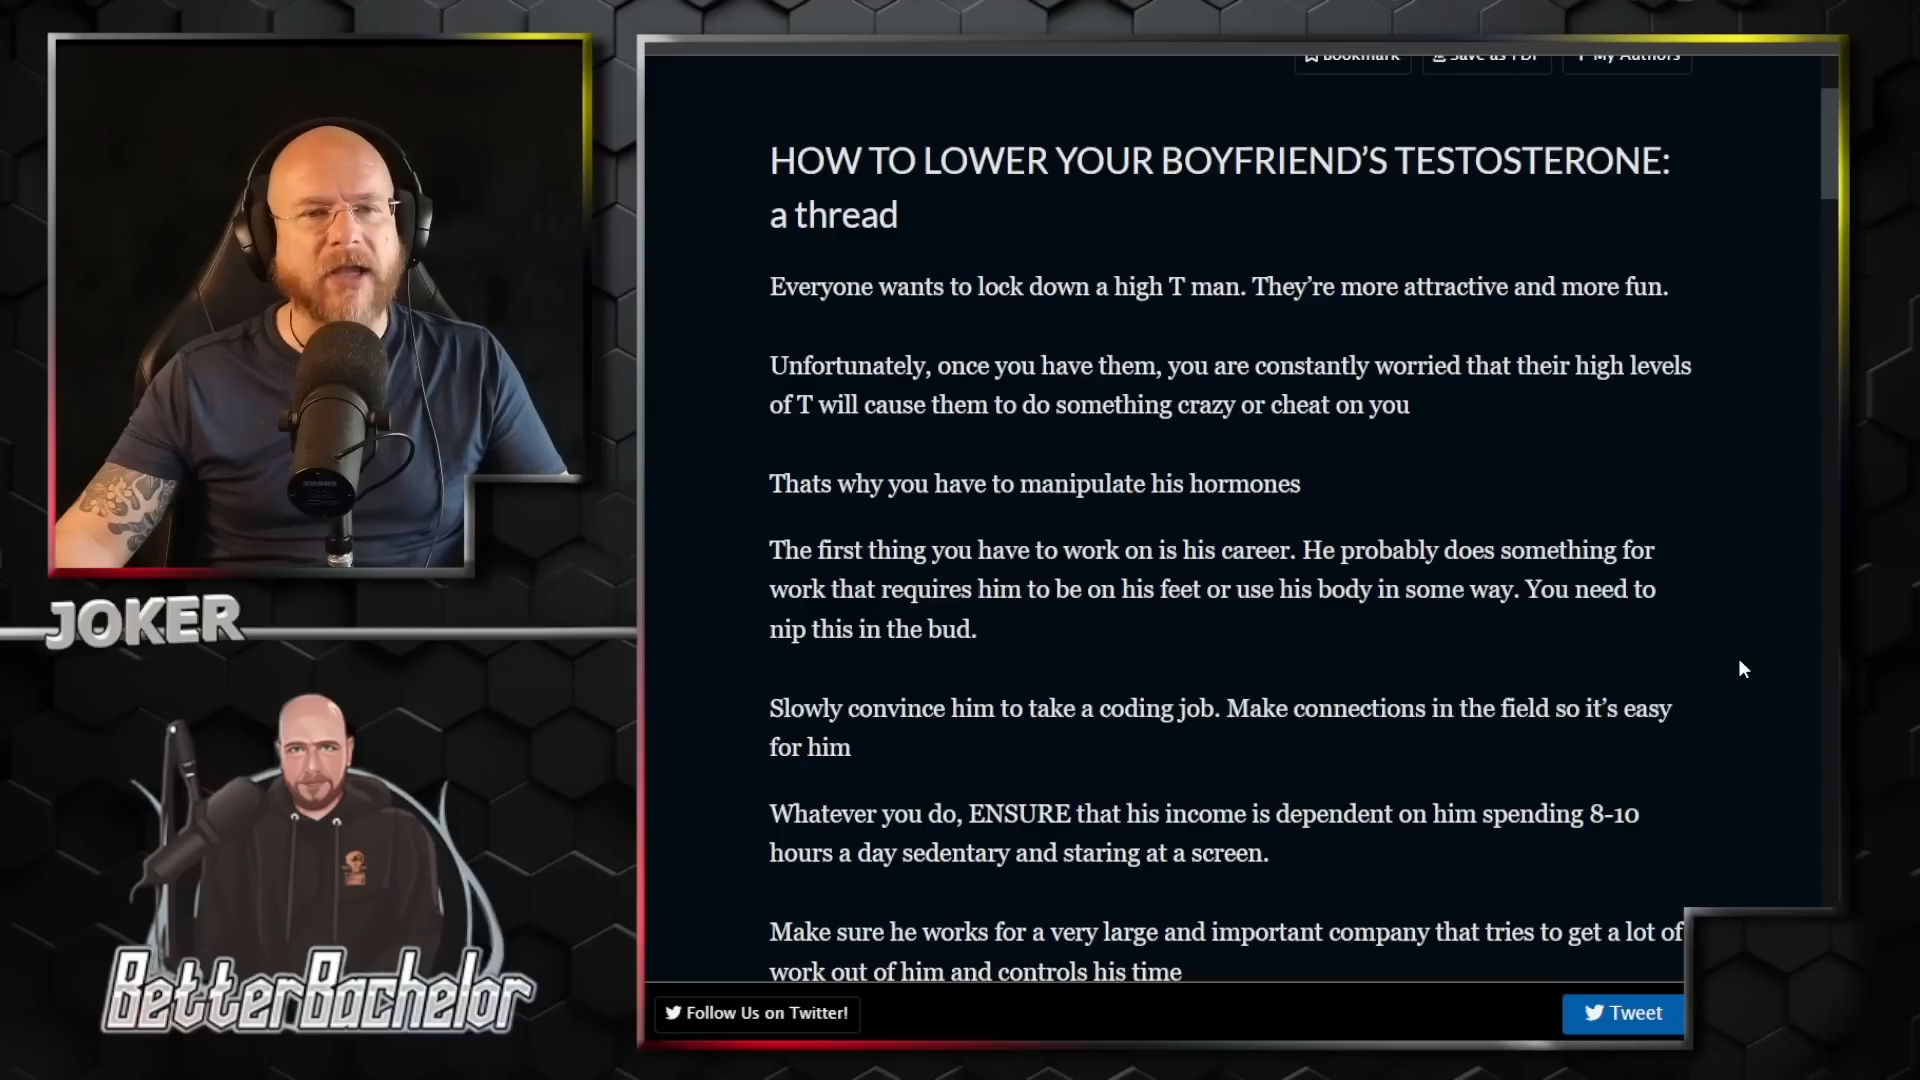 Bookmark
Save as PDF
My Authors
HOW TO LOWER YOUR BOYFRIEND’S TESTOSTERONE:
a thread
Everyone wants to lock down a high T man. They’re more attractive and more fun.
Unfortunately, once you have them, you are constantly worried that their high levels
of T will cause them to do something crazy or cheat on you
Thats why you have to manipulate his hormones
The first thing you have to work on is his career. He probably does something for
work that requires him to be on his feet or use his body in some way. You need to
nip this in the bud.
Slowly convince him to take a coding job. Make connections in the field so it’s easy
for him
Whatever you do, ENSURE that his income is dependent on him spending 8-10
hours a day sedentary and staring at a screen.
Make sure he works for a very large and important company that tries to get a lot of
work out of him and controls his time
Follow Us on Twitter!
Tweet
JOKER
BetterBachelor